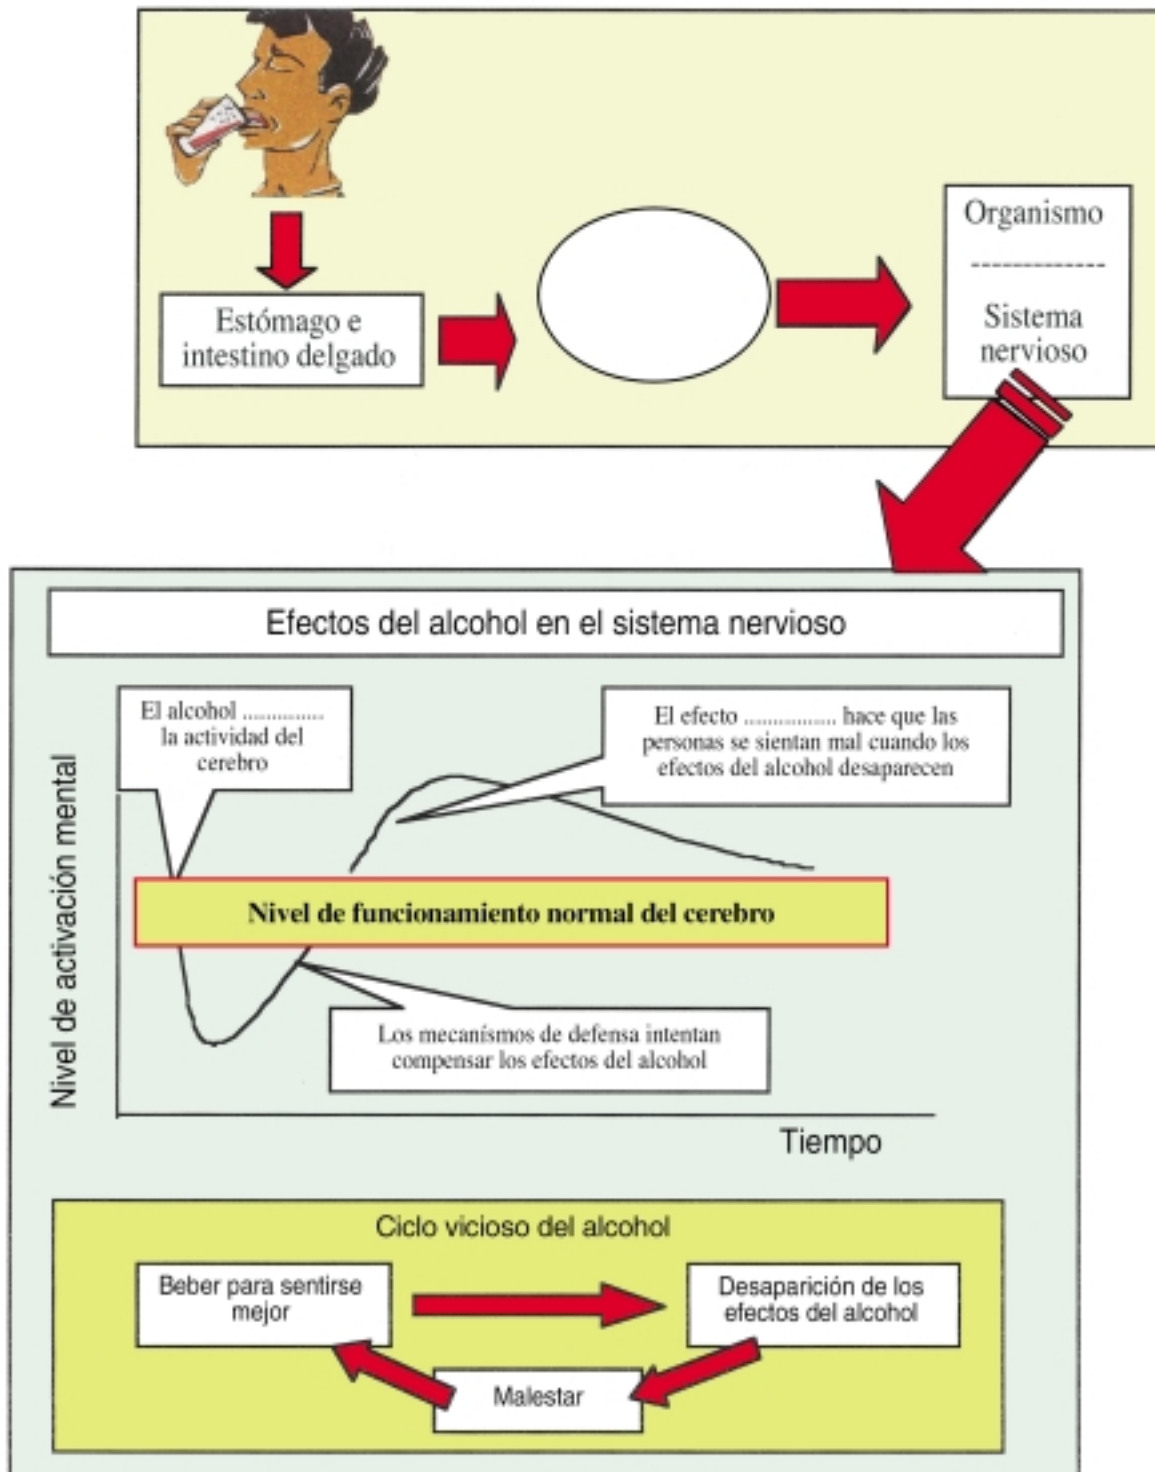 Estómago e
intestino delgado
Organismo
-------------
Sistema
nervioso
Efectos del alcohol en el sistema nervioso
El alcohol ...............
la actividad del
cerebro
El efecto ................. hace que las
personas se sientan mal cuando los
efectos del alcohol desaparecen
Nivel de activación mental
Nivel de funcionamiento normal del cerebro
Los mecanísmos de defensa intentan
compensar los efectos del alcohol
Tiempo
Ciclo vicioso del alcohol
Beber para sentirse
mejor
Desaparición de los
efectos del alcohol
Malestar